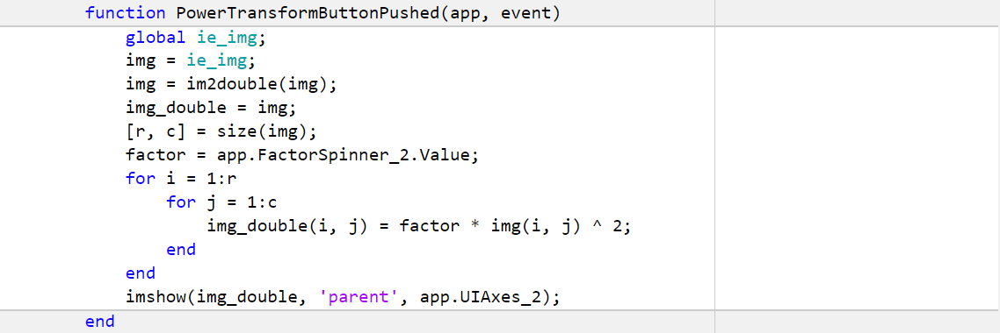 function PowerTransformButtonPushed(app, event)
global ie_img;
img = ie_img;
img = im2double(img);
img_double = img;
[r, c] = size(img);
factor = app.FactorSpinner_2.Value;
for i = 1:r
for j = 1:c
img_double(i, j) = factor * img(i, j) ^ 2;
end
end
imshow(img_double, 'parent', app.UIAxes_2);
end